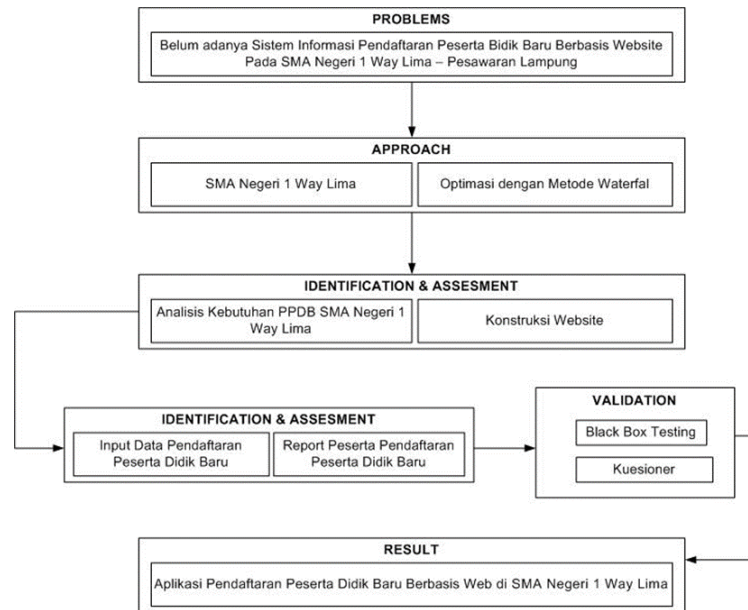 PROBLEMS
Belum adanya Sistem Informasi Pendaftaran Peserta Bidik Baru Berbasis Website
Pada SMA Negeri 1 Way Lima – Pesawaran Lampung
APPROACH
SMA Negeri 1 Way Lima
Optimasi dengan Metode Waterfal
IDENTIFICATION & ASSESMENT
Analisis Kebutuhan PPDB SMA Negeri 1
Way Lima
Konstruksi Website
IDENTIFICATION & ASSESMENT
Input Data Pendaftaran
Peserta Didik Baru
Report Peserta Pendaftaran
Peserta Didik Baru
VALIDATION
Black Box Testing
Kuesioner
RESULT
Aplikasi Pendaftaran Peserta Didik Baru Berbasis Web di SMA Negeri 1 Way Lima